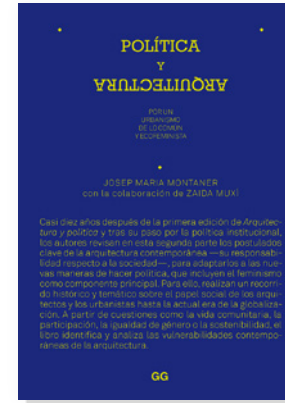 POLÍTICA
Y
ARQUITECTURA
POR UN
URBANISMO
DE LO COMÚN
Y ECOFEMINISTA
JOSEP MARIA MONTANER
con la colaboración de ZAIDA MUXÍ
Casi diez años después de la primera edición de Arquitec-
tura y política y tras su paso por la política institucional,
los autores revisan en esta segunda parte los postulados
clave de la arquitectura contemporánea —su responsabi-
lidad respecto a la sociedad—, para adaptarlos a las nue-
vas maneras de hacer política, que incluyen el feminismo
como componente principal. Para ello, realizan un recorri-
do histórico y temático sobre el papel social de los arqui-
tectos y los urbanistas hasta la actual era de la globaliza-
ción. A partir de cuestiones como la vida comunitaria, la
participación, la igualdad de género o la sostenibilidad, el
libro identifica y analiza las vulnerabilidades contempo-
ráneas de la arquitectura.
GG